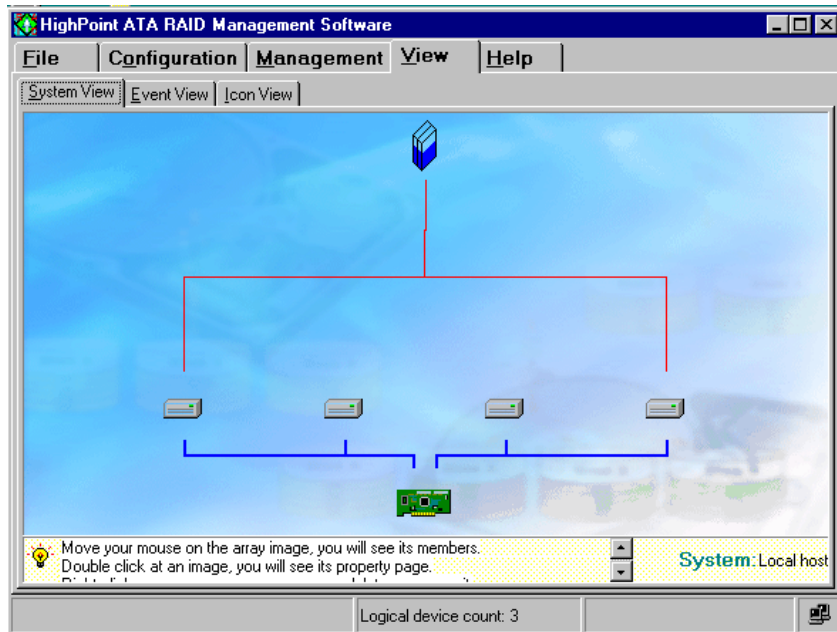 HighPoint ATA RAID Management Software
File Configuration Management View Help
System View Event View Icon View
Move your mouse on the array image, you will see its members.
Double click at an image, you will see its property page.
System: Local host
Logical device count: 3